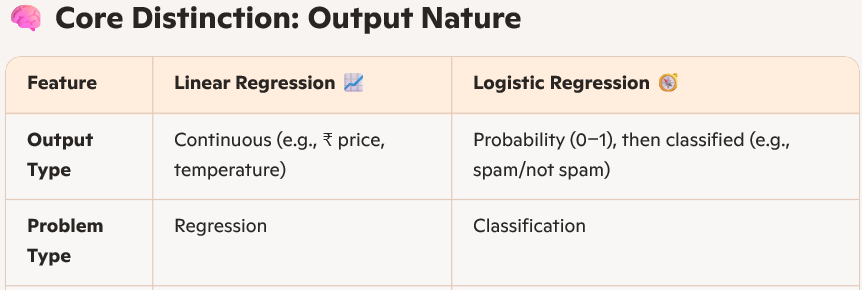 🧠 Core Distinction: Output Nature
Feature
Linear Regression 📈
Logistic Regression 🧭
Output
Type
Continuous (e.g., ₹ price,
temperature)
Probability (0–1), then classified (e.g.,
spam/not spam)
Problem
Type
Regression
Classification